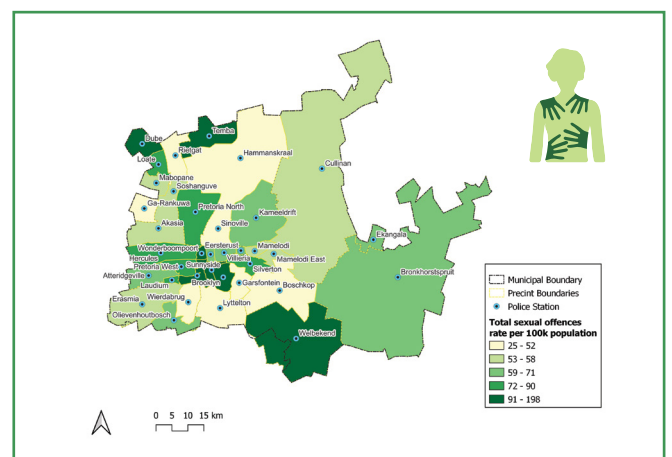 Dube
Temba
Rietgat
Hammanskraal
Loate
Cullinan
Mabopane
Soshanguve
Ga-Rankuwa
Pretoria North
Kameeldrift
Akasia
Sinoville
Ekangala
Wonderboompoort
Eersterust
Mamelodi
Hercules
Villieria
Mamelodi East
Pretoria West
Sunnyside
Silverton
Atteridgeville
Bronkhorstspruit
Laudium
Brooklyn
Garsfontein
Boschkop
Erasmia
Wierdabrug
Lyttelton
Olievenhoutbosch
Welbekend
Municipal Boundary
Precint Boundaries
Police Station
Total sexual offences
rate per 100k population
25 - 52
53 - 58
59 - 71
72 - 90
91 - 198
0 5 10 15 km